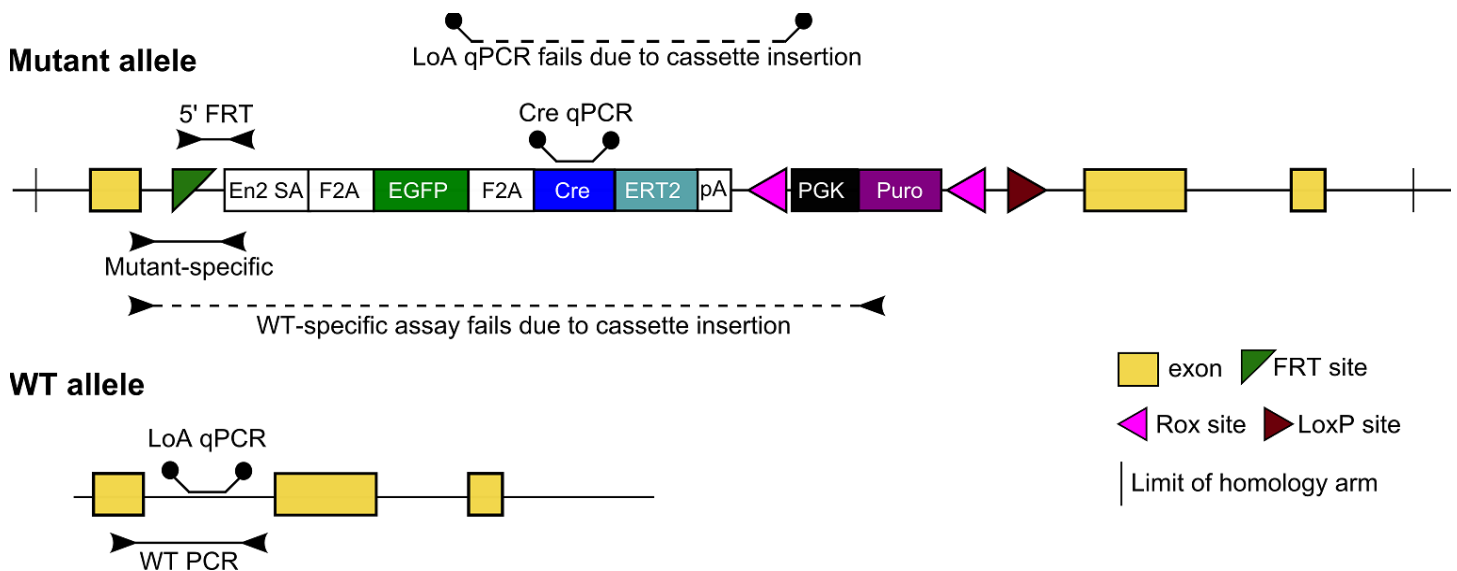 LoA qPCR fails due to cassette insertion
Mutant allele
5' FRT
Cre qPCR
En2 SA F2A EGFP F2A Cre ERT2 pA PGK Puro
Mutant-specific
WT-specific assay fails due to cassette insertion
WT allele
exon FRT site
LoA qPCR
Rox site LoxP site
Limit of homology arm
WT PCR